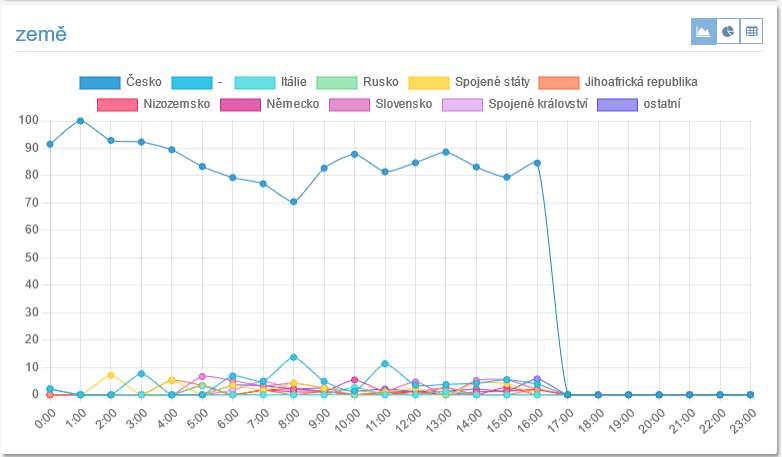 země
Česko - Itálie Rusko Spojené státy Jihoafrická republika
Nizozemsko Německo Slovensko Spojené království ostatní
100
90
80
70
60
50
40
30
20
10
0
0:00 1:00 2:00 3:00 4:00 5:00 6:00 7:00 8:00 9:00 10:00 11:00 12:00 13:00 14:00 15:00 16:00 17:00 18:00 19:00 20:00 21:00 22:00 23:00